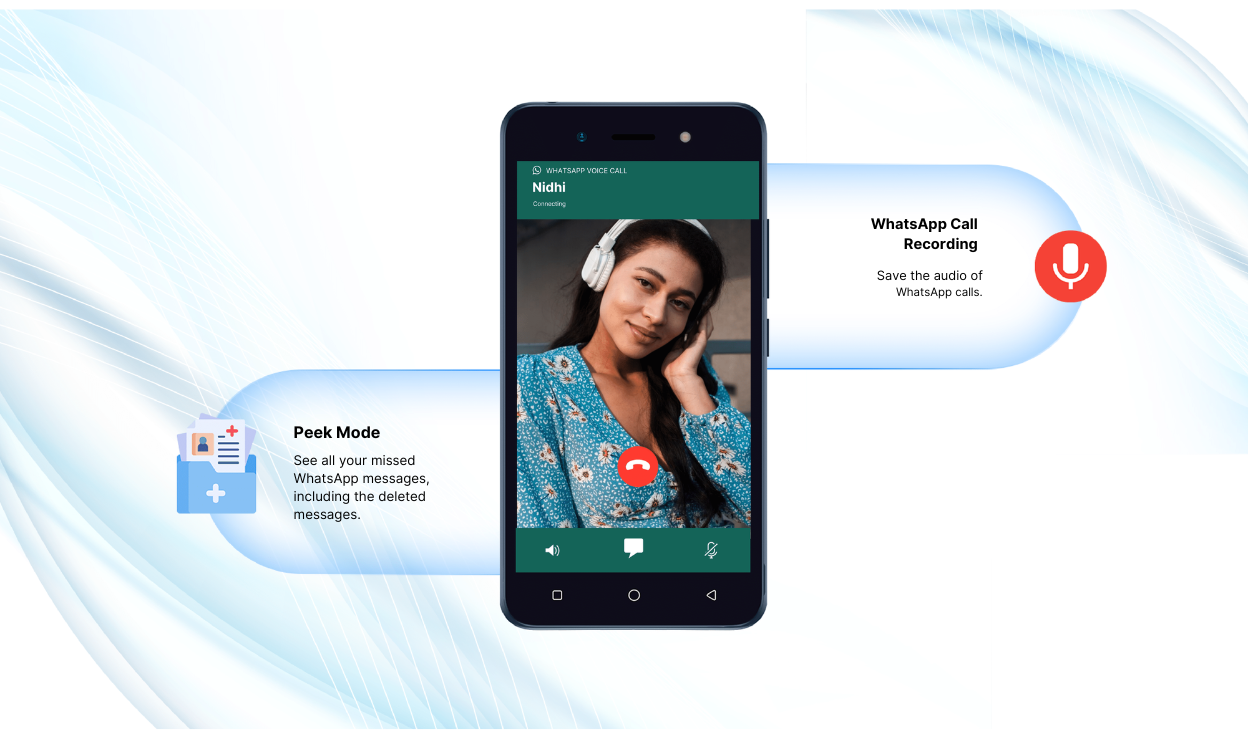 WHATSAPP VOICE CALL
Nidhi
Connecting
WhatsApp Call
Recording
Save the audio of
WhatsApp calls.
Peek Mode
See all your missed
WhatsApp messages,
including the deleted
messages.